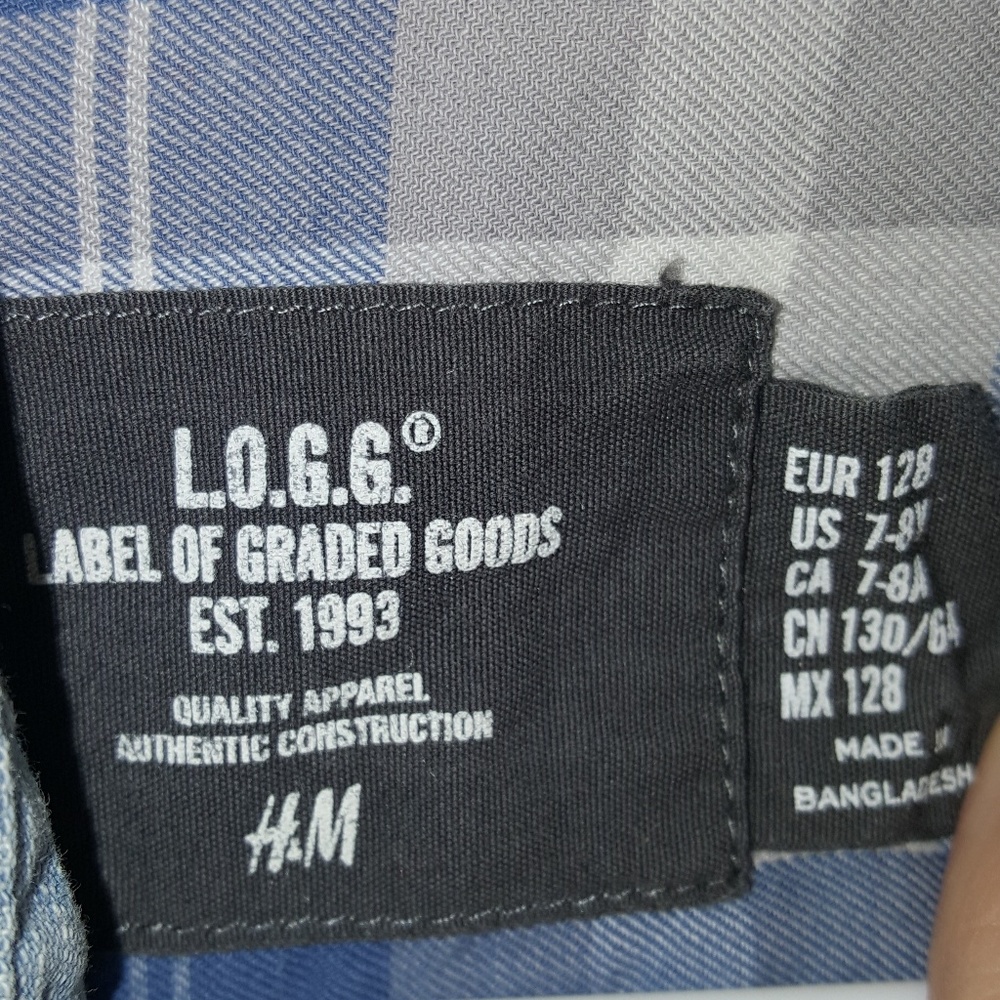 L.O.G.G.®
LABEL OF GRADED GOODS
EST. 1993
QUALITY APPAREL
AUTHENTIC CONSTRUCTION
H&M
EUR 128
US 7-8Y
CA 7-8A
CN 130/64
MX 128
MADE IN
BANGLADESH